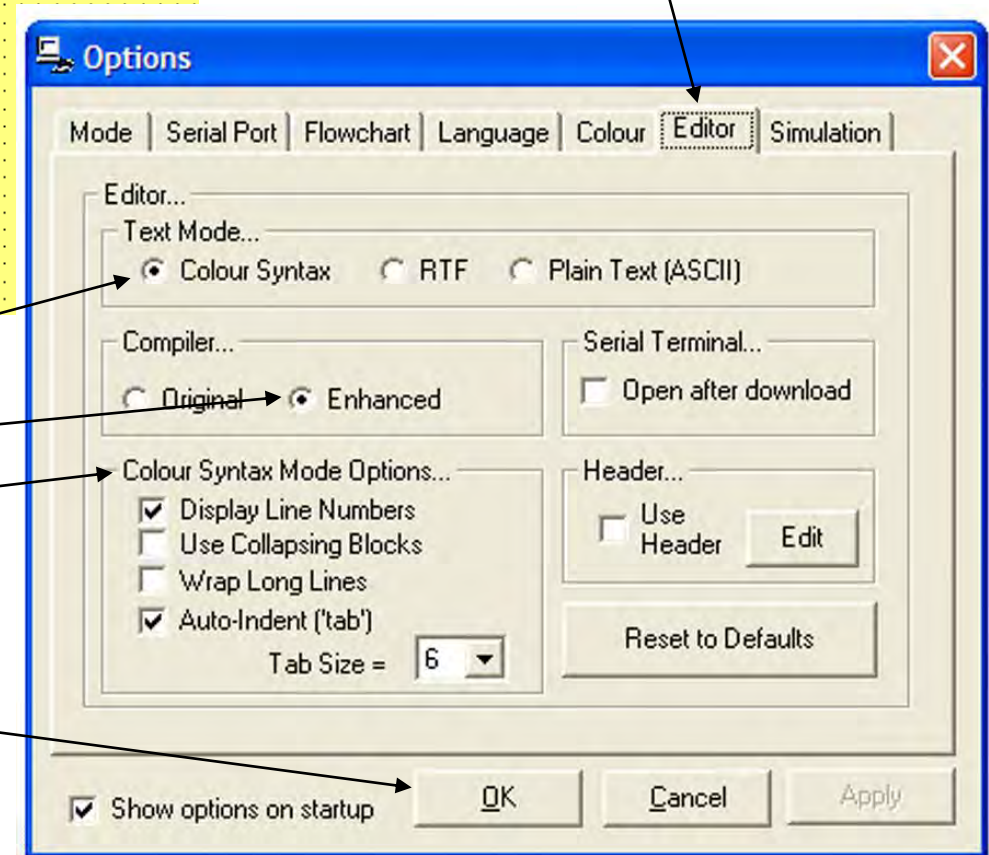 Options
Mode Serial Port Flowchart Language Colour Editor Simulation
Editor...
Text Mode...
Colour Syntax RTF Plain Text (ASCII)
Compiler...
Original Enhanced
Serial Terminal...
Open after download
Colour Syntax Mode Options...
Display Line Numbers
Use Collapsing Blocks
Wrap Long Lines
Auto-Indent ('tab')
Tab Size = 6
Header...
Use
Header
Edit
Reset to Defaults
Show options on startup
OK Cancel Apply